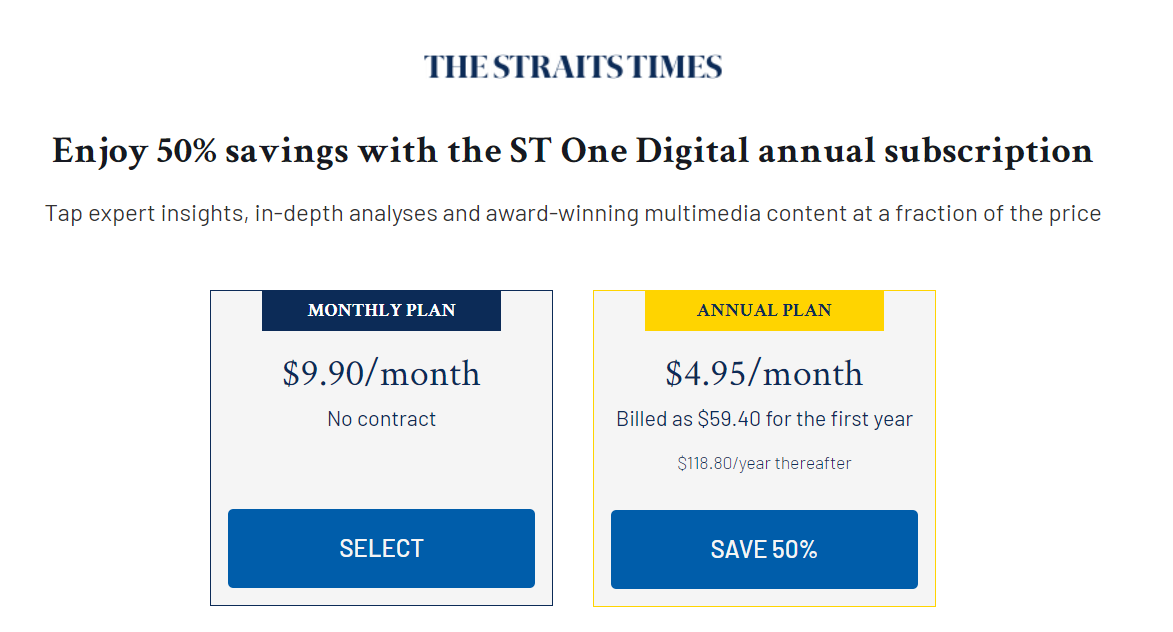 THE STRAITS TIMES
Enjoy 50% savings with the ST One Digital annual subscription
Tap expert insights, in-depth analyses and award-winning multimedia content at a fraction of the price
MONTHLY PLAN
$9.90/month
No contract
SELECT
ANNUAL PLAN
$4.95/month
Billed as $59.40 for the first year
$118.80/year thereafter
SAVE 50%